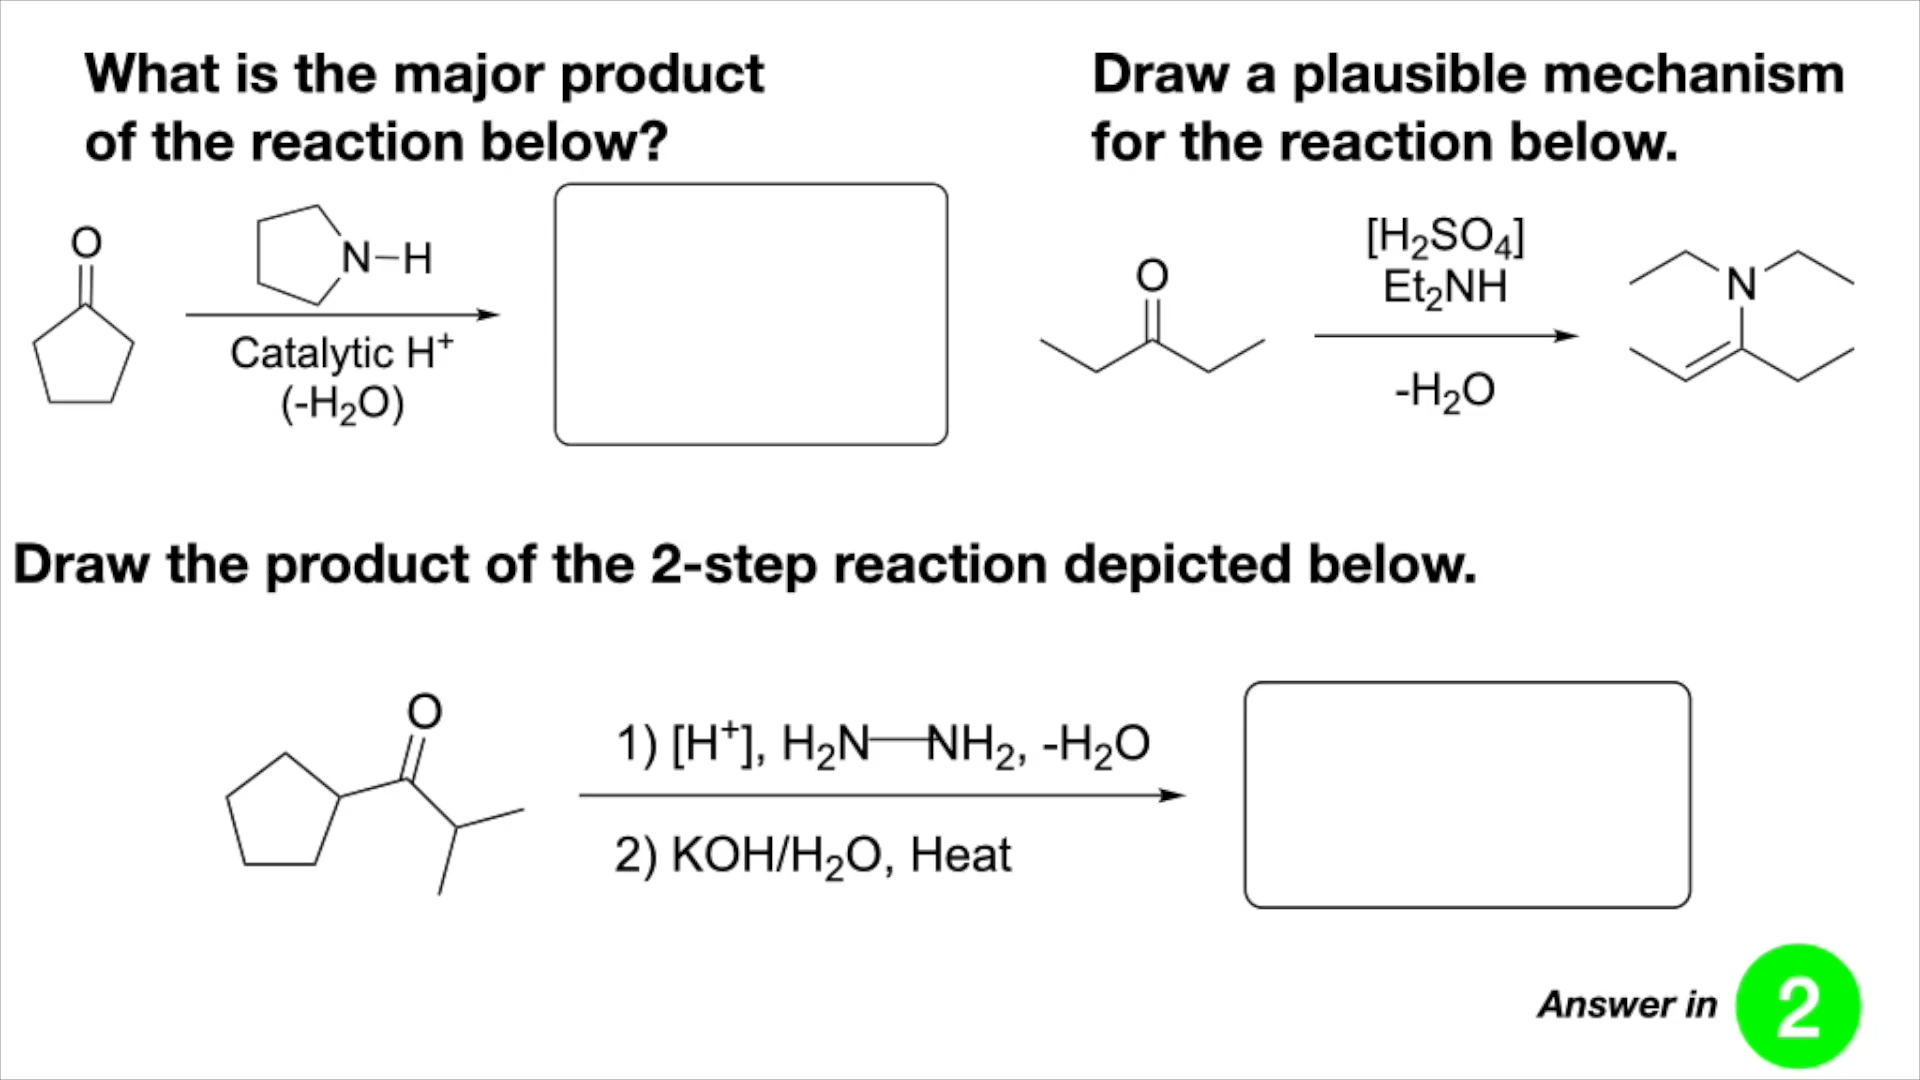 What is the major product
of the reaction below?
O
N–H
Catalytic H⁺
(-H₂O)
Draw a plausible mechanism
for the reaction below.
O
[H₂SO₄]
Et₂NH
-H₂O
N
Draw the product of the 2-step reaction depicted below.
O
1) [H⁺], H₂N—NH₂, -H₂O
2) KOH/H₂O, Heat
Answer in 2